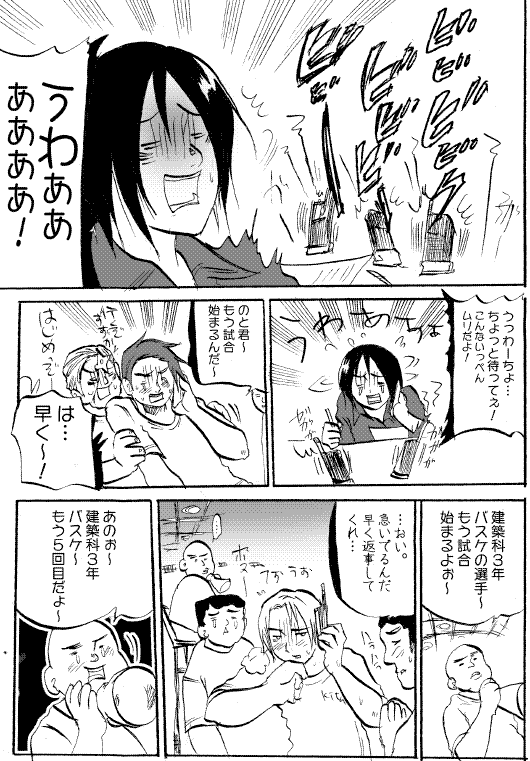 ビビビビビ
うわああ
ああああ!
うっわーちょ…
ちょっと待ってぇ!
こんないっぺん
ムリだよ!
うわあーちょ
のと君~
もう試合
始まるんだ~
は…
早く~!
はじめて~
建築科3年
バスケの選手~
もう試合
始まるよぉ~
…おい。
急いでるんだ
早く返事して
くれ…
KIC
あのぉ~
建築科3年
バスケ~
もう5回目だよ~